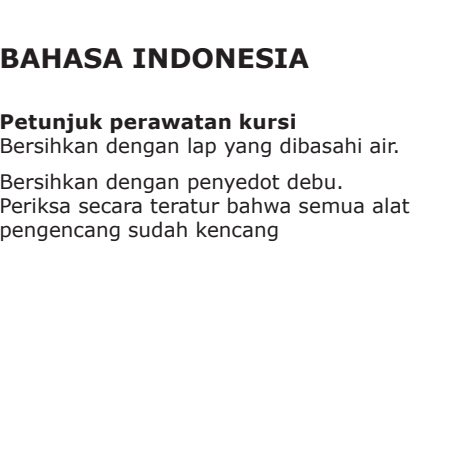 BAHASA INDONESIA
Petunjuk perawatan kursi
Bersihkan dengan lap yang dibasahi air.
Bersihkan dengan penyedot debu.
Periksa secara teratur bahwa semua alat
pengencang sudah kencang